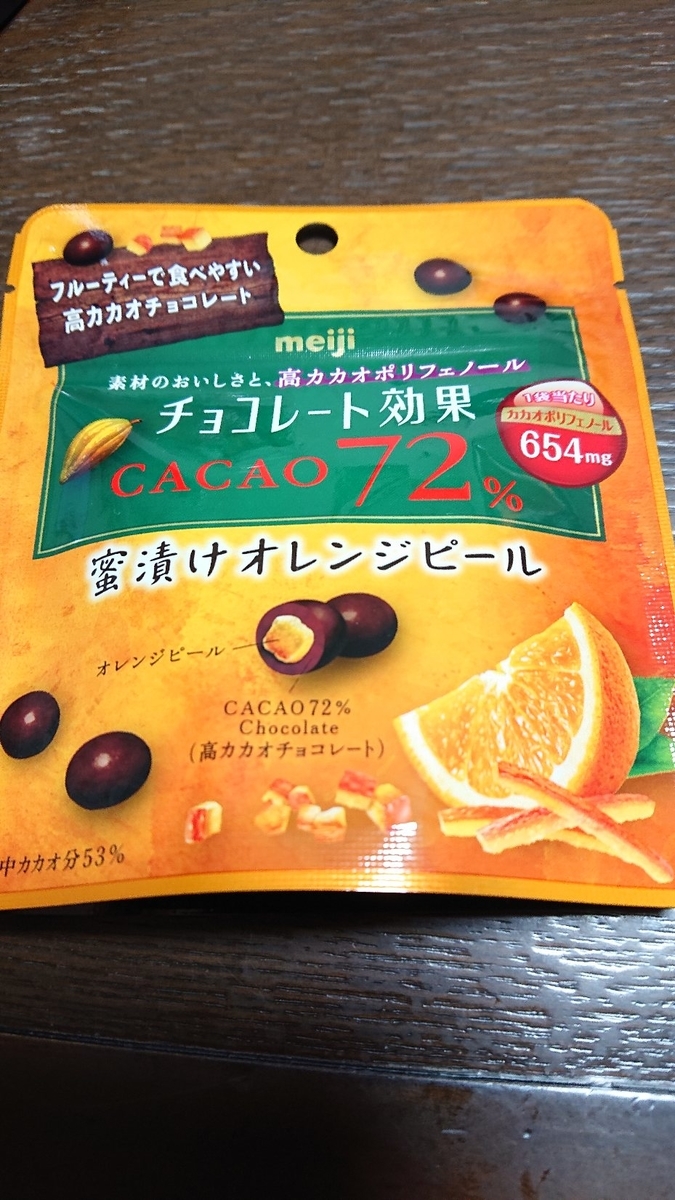 フルーティーで食べやすい
高カカオチョコレート
meiji
素材のおいしさと、高カカオポリフェノール
チョコレート効果
CACAO 72%
1袋当たり
カカオポリフェノール
654mg
蜜漬けオレンジピール
オレンジピール
CACAO72%
Chocolate
(高カカオチョコレート)
中カカオ分53%